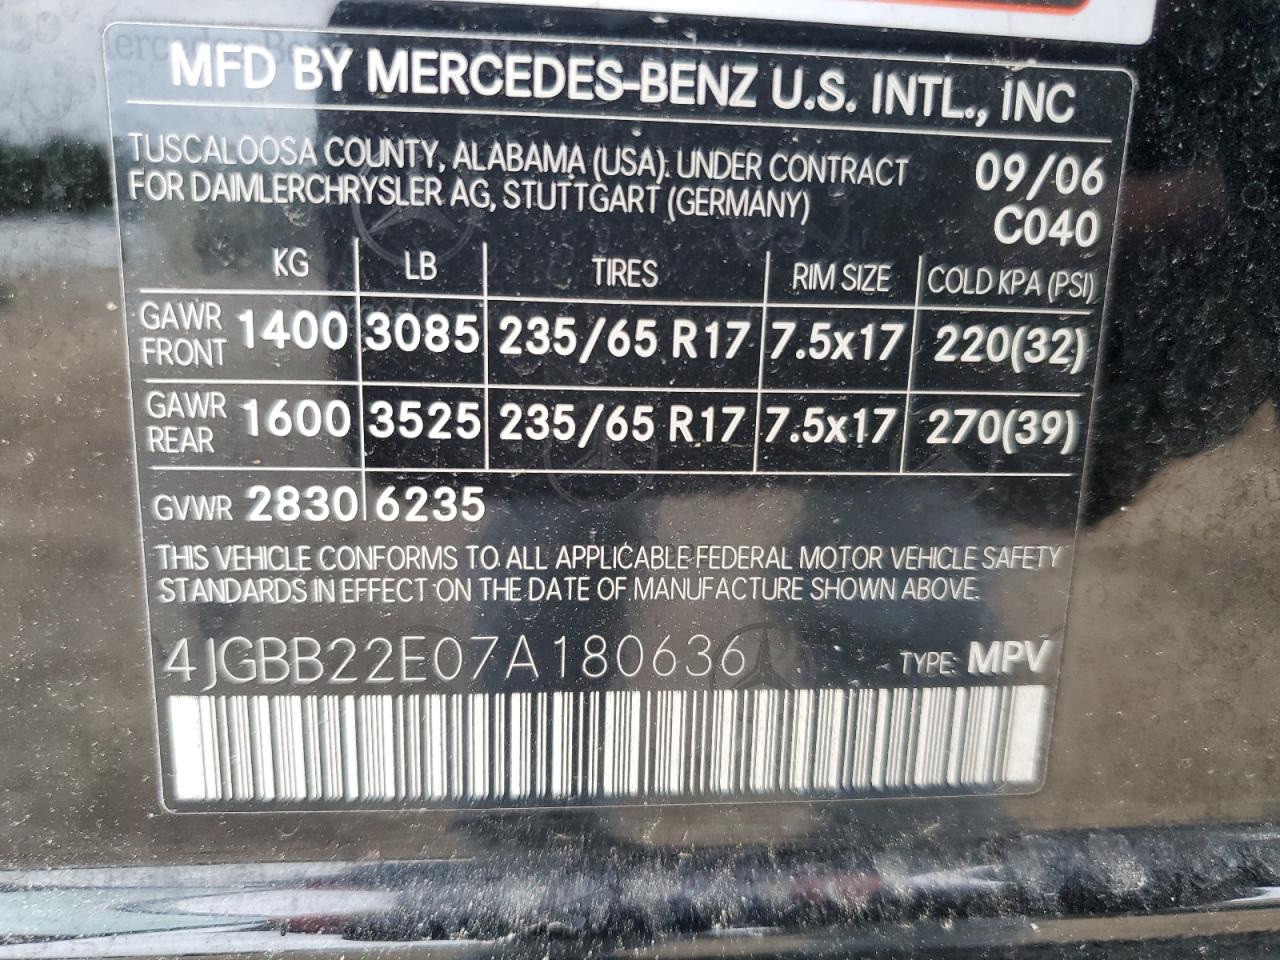 MFD BY MERCEDES-BENZ U.S. INTL., INC
TUSCALOOSA COUNTY, ALABAMA (USA) UNDER CONTRACT
FOR DAIMLERCHRYSLER AG, STUTTGART (GERMANY)
09/06
C040
KG LB TIRES RIM SIZE COLD KPA (PSI)
GAWR FRONT 1400 3085 235/65 R17 7.5x17 220(32)
GAWR REAR 1600 3525 235/65 R17 7.5x17 270(39)
GVWR 2830 6235
THIS VEHICLE CONFORMS TO ALL APPLICABLE FEDERAL MOTOR VEHICLE SAFETY
STANDARDS IN EFFECT ON THE DATE OF MANUFACTURE SHOWN ABOVE.
4JGBB22E07A180636 TYPE: MPV